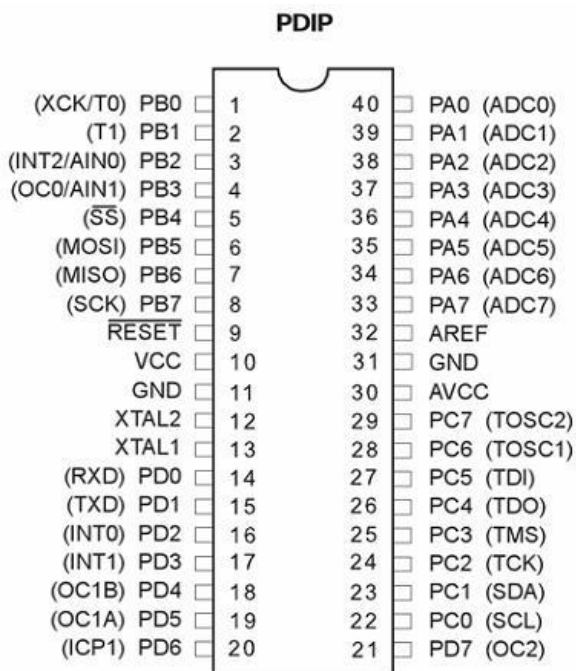 PDIP
(XCK/T0) PB0 1 40 PA0 (ADC0)
(T1) PB1 2 39 PA1 (ADC1)
(INT2/AIN0) PB2 3 38 PA2 (ADC2)
(OC0/AIN1) PB3 4 37 PA3 (ADC3)
(S̅S̅) PB4 5 36 PA4 (ADC4)
(MOSI) PB5 6 35 PA5 (ADC5)
(MISO) PB6 7 34 PA6 (ADC6)
(SCK) PB7 8 33 PA7 (ADC7)
R̅E̅S̅E̅T̅ 9 32 AREF
VCC 10 31 GND
GND 11 30 AVCC
XTAL2 12 29 PC7 (TOSC2)
XTAL1 13 28 PC6 (TOSC1)
(RXD) PD0 14 27 PC5 (TDI)
(TXD) PD1 15 26 PC4 (TDO)
(INT0) PD2 16 25 PC3 (TMS)
(INT1) PD3 17 24 PC2 (TCK)
(OC1B) PD4 18 23 PC1 (SDA)
(OC1A) PD5 19 22 PC0 (SCL)
(ICP1) PD6 20 21 PD7 (OC2)